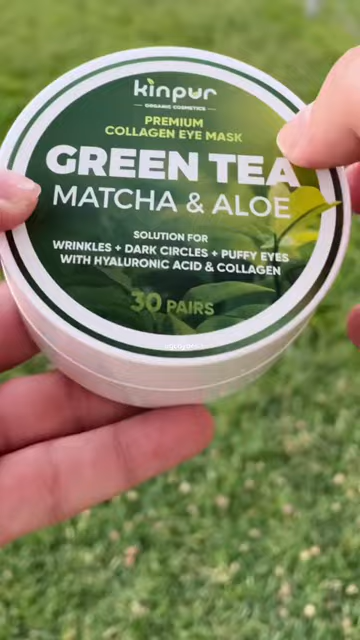 kinpur
ORGANIC COSMETICS
PREMIUM
COLLAGEN EYE MASK
GREEN TEA
MATCHA & ALOE
SOLUTION FOR
WRINKLES + DARK CIRCLES + PUFFY EYES
WITH HYALURONIC ACID & COLLAGEN
30 PAIRS